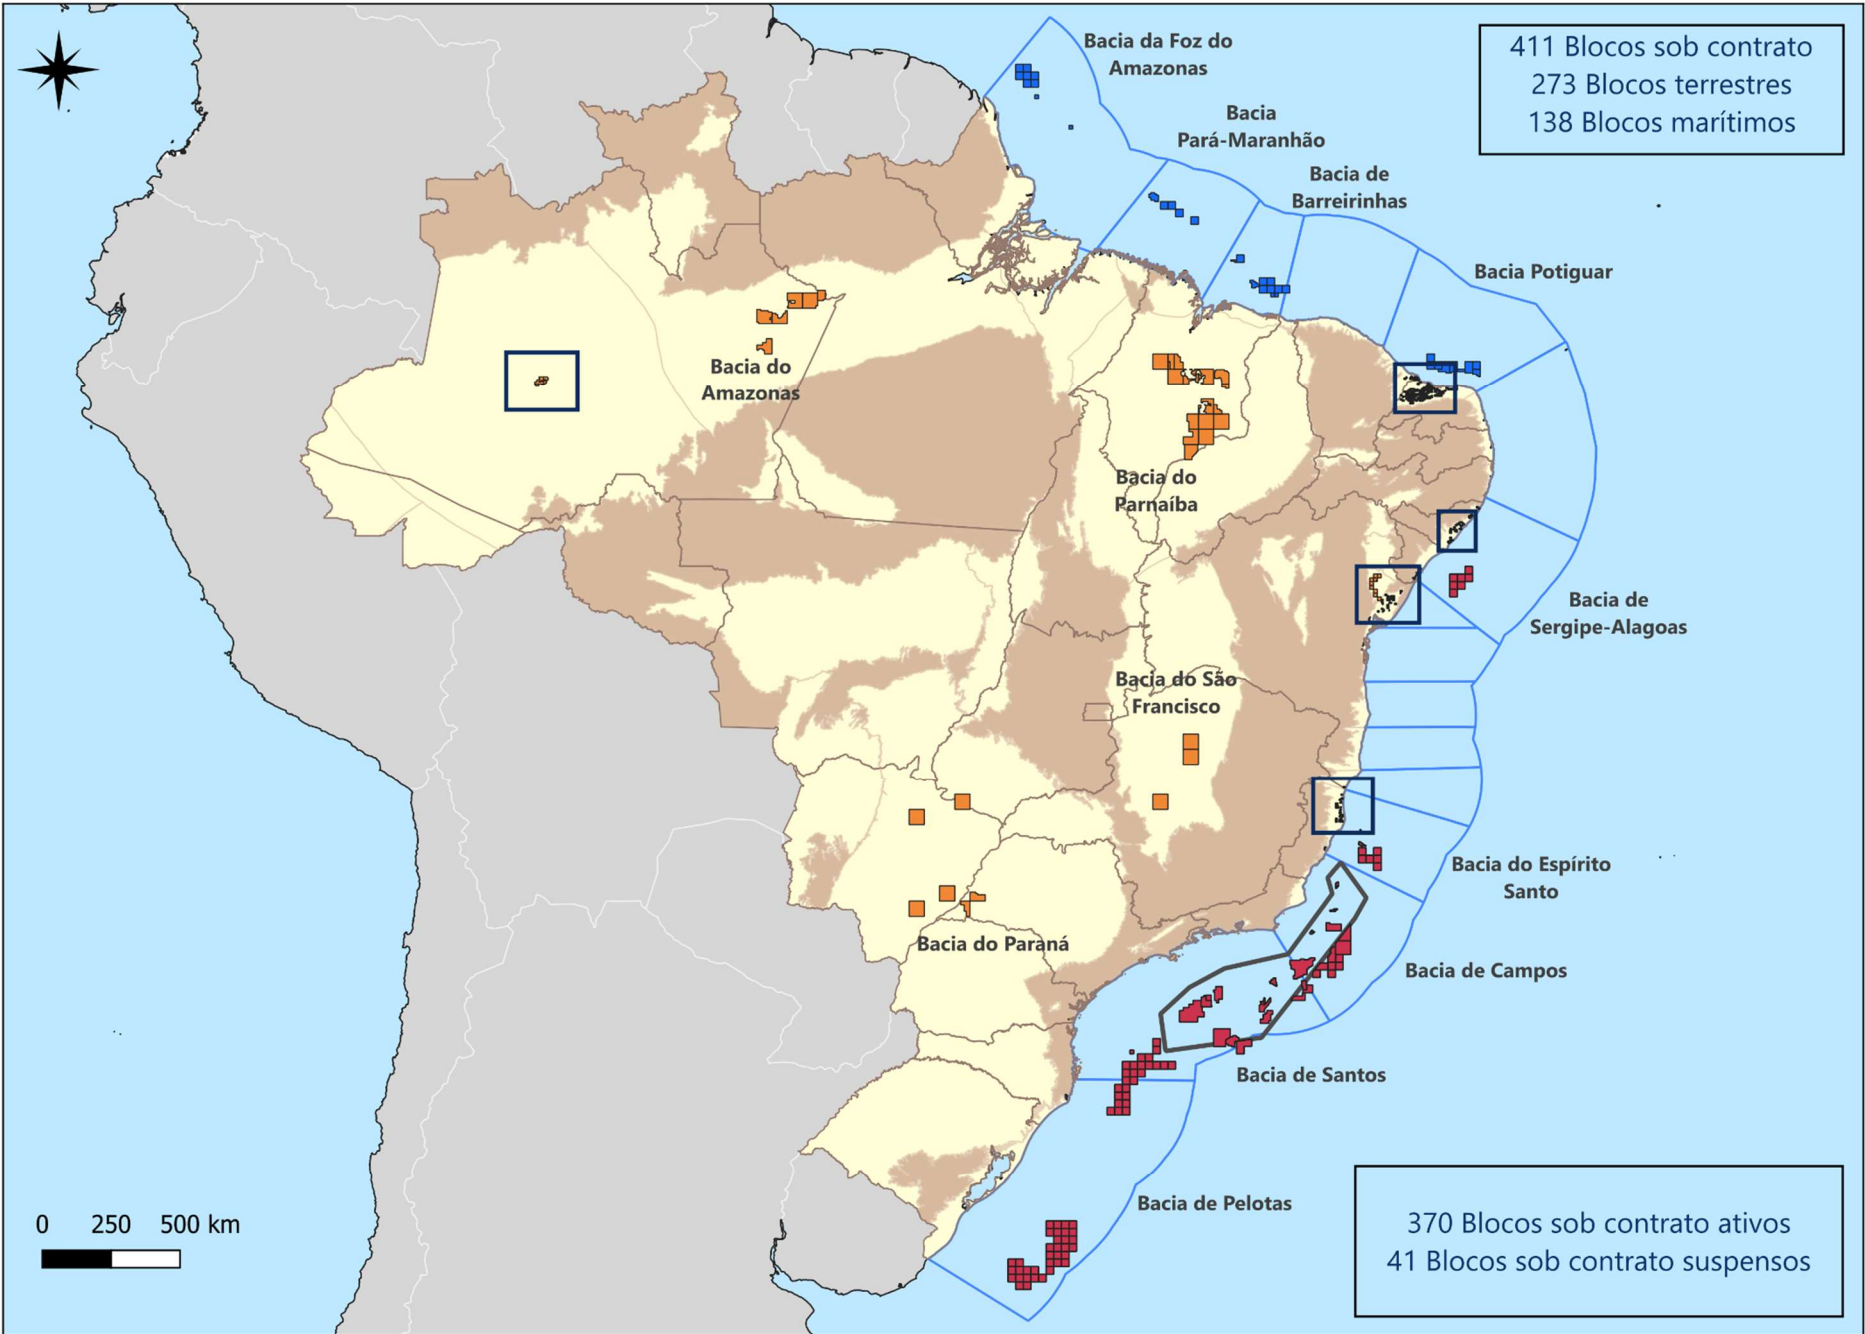 Bacia da Foz do
Amazonas
411 Blocos sob contrato
273 Blocos terrestres
138 Blocos marítimos
Bacia
Pará-Maranhão
Bacia de
Barreirinhas
Bacia Potiguar
Bacia do
Amazonas
Bacia do
Parnaíba
Bacia de
Sergipe-Alagoas
Bacia do São
Francisco
Bacia do Espírito
Santo
Bacia do Paraná
Bacia de Campos
Bacia de Santos
Bacia de Pelotas
0 250 500 km
370 Blocos sob contrato ativos
41 Blocos sob contrato suspensos